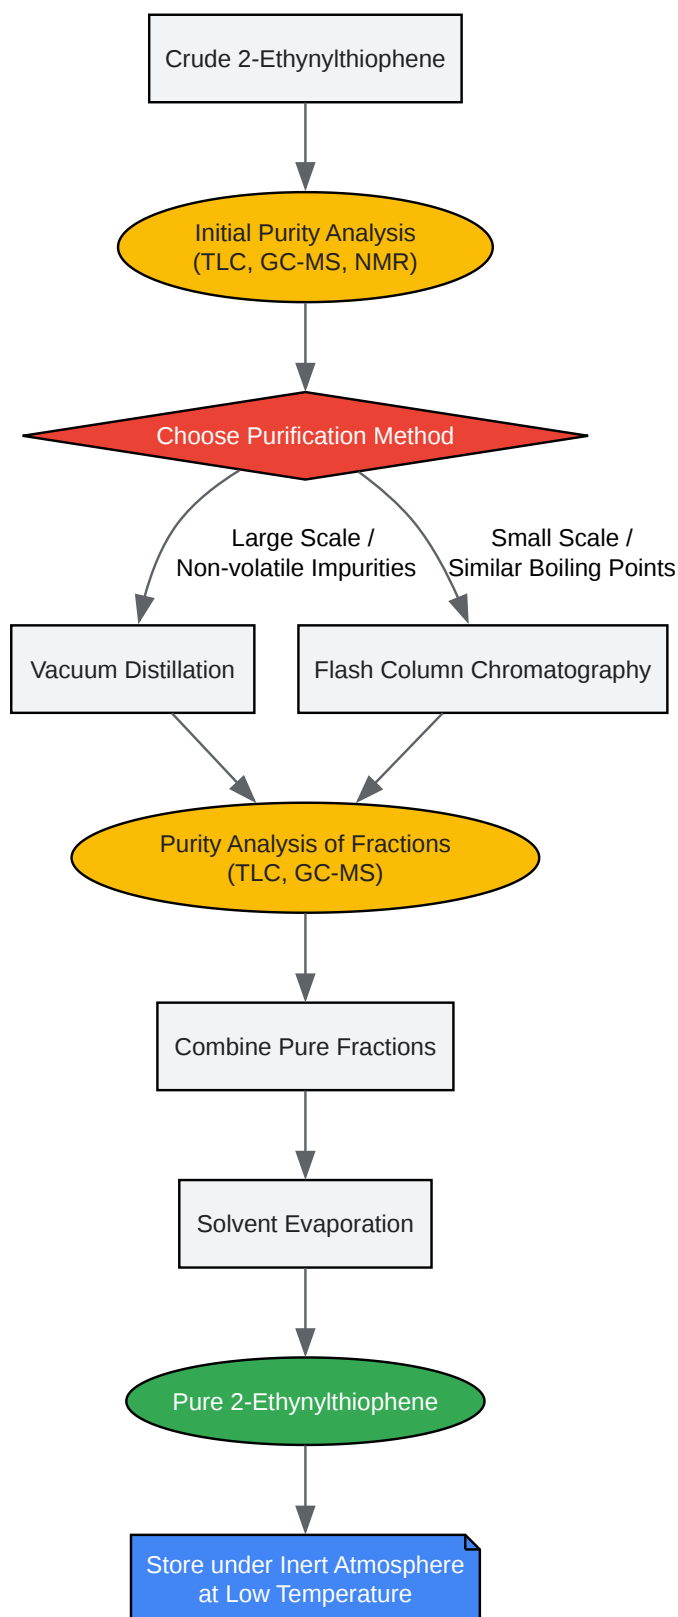 Crude 2-Ethynylthiophene
Initial Purity Analysis
(TLC, GC-MS, NMR)
Choose Purification Method
Large Scale /
Non-volatile Impurities
Small Scale /
Similar Boiling Points
Vacuum Distillation
Flash Column Chromatography
Purity Analysis of Fractions
(TLC, GC-MS)
Combine Pure Fractions
Solvent Evaporation
Pure 2-Ethynylthiophene
Store under Inert Atmosphere
at Low Temperature